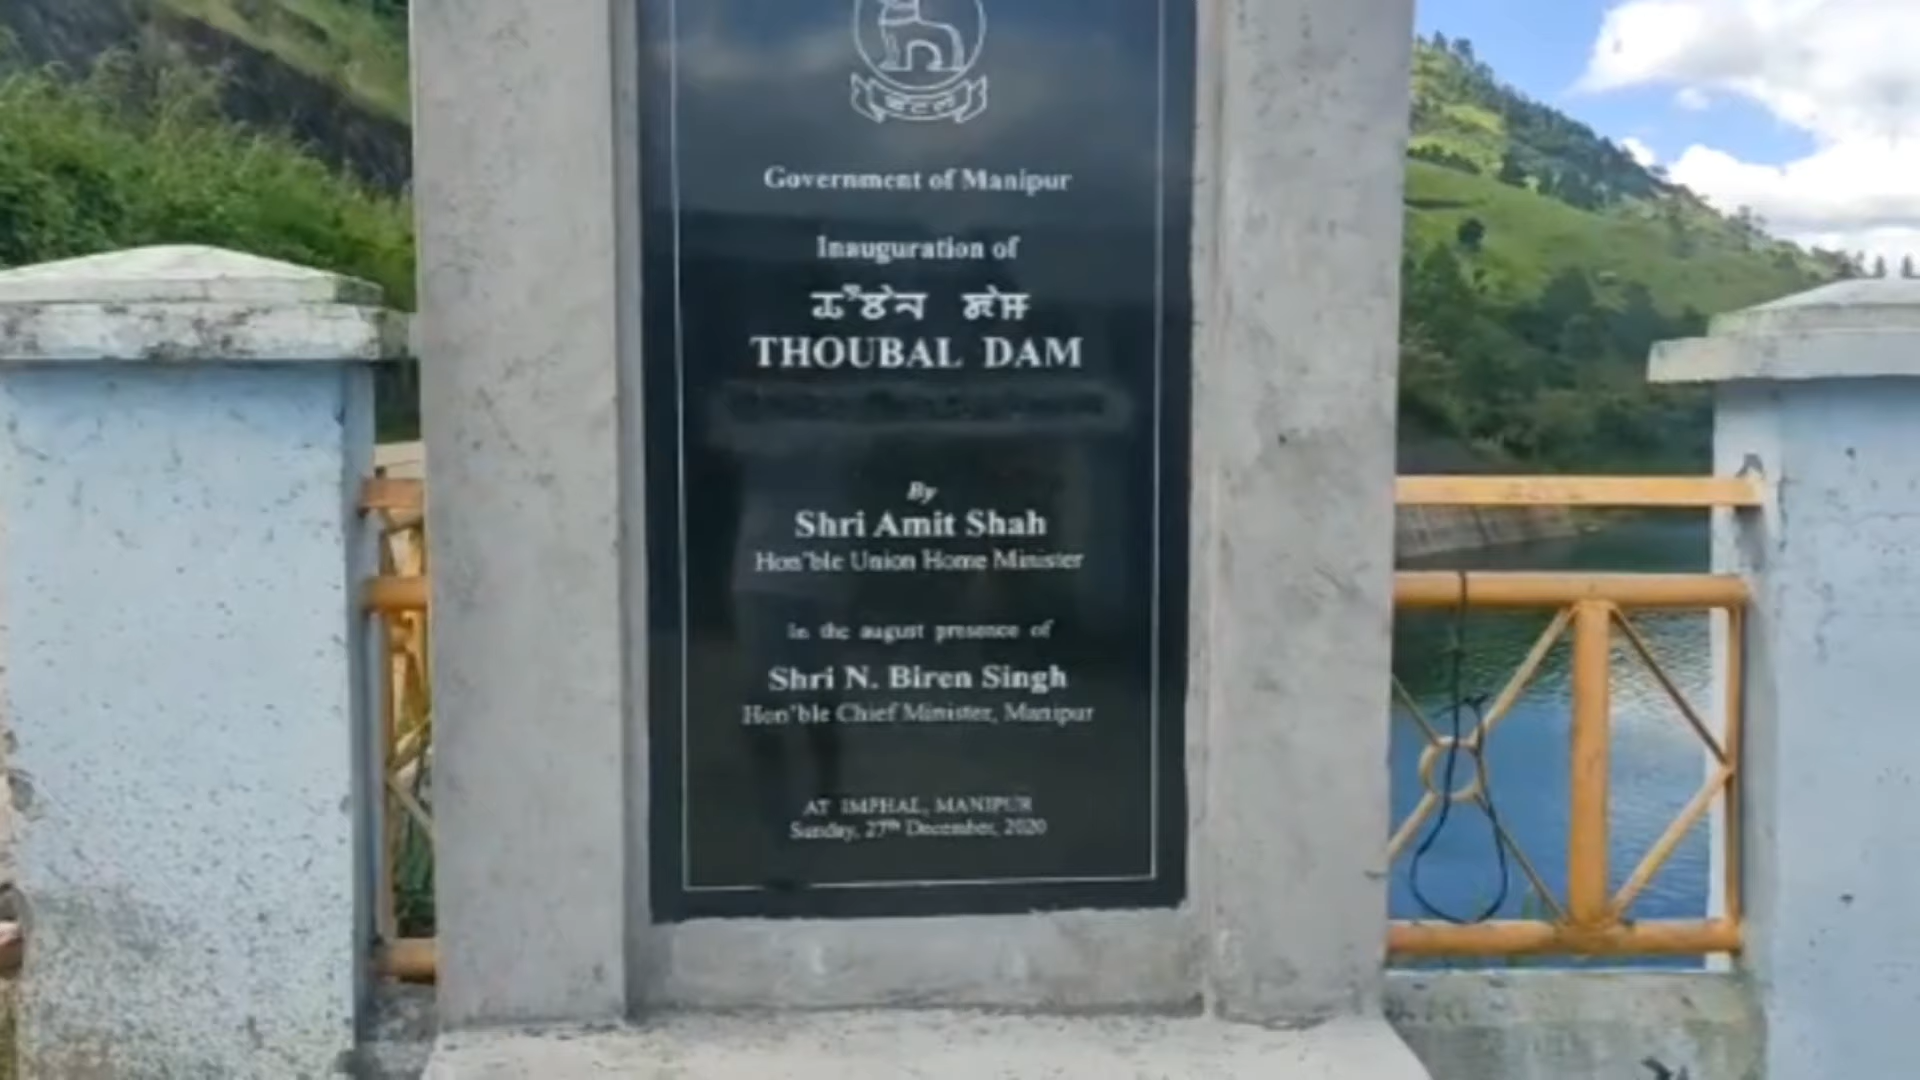 Government of Manipur
Inauguration of
ꯊꯧꯕꯥꯜ ꯗꯦꯝ
THOUBAL DAM
By
Shri Amit Shah
Hon'ble Union Home Minister
In the august presence of
Shri N. Biren Singh
Hon'ble Chief Minister, Manipur
AT IMPHAL, MANIPUR
Sunday, 27th December, 2020